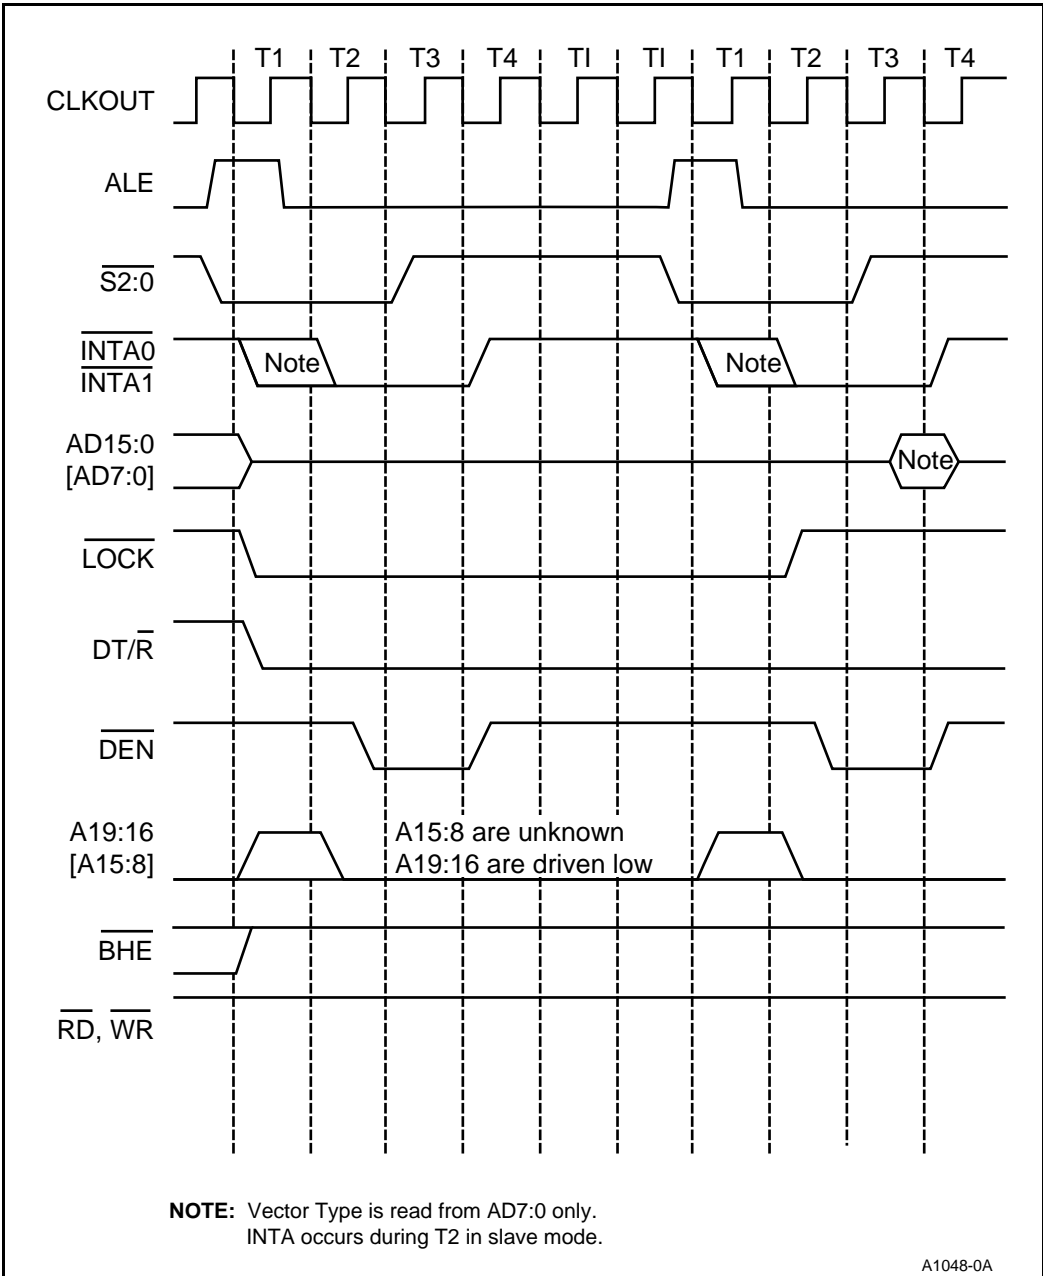 T1 T2 T3 T4 TI TI T1 T2 T3 T4
CLKOUT
ALE
S2:0
INTA0
INTA1
Note
Note
AD15:0
[AD7:0]
Note
LOCK
DT/R
DEN
A19:16
[A15:8]
A15:8 are unknown
A19:16 are driven low
BHE
RD, WR
NOTE: Vector Type is read from AD7:0 only.
INTA occurs during T2 in slave mode.
A1048-0A